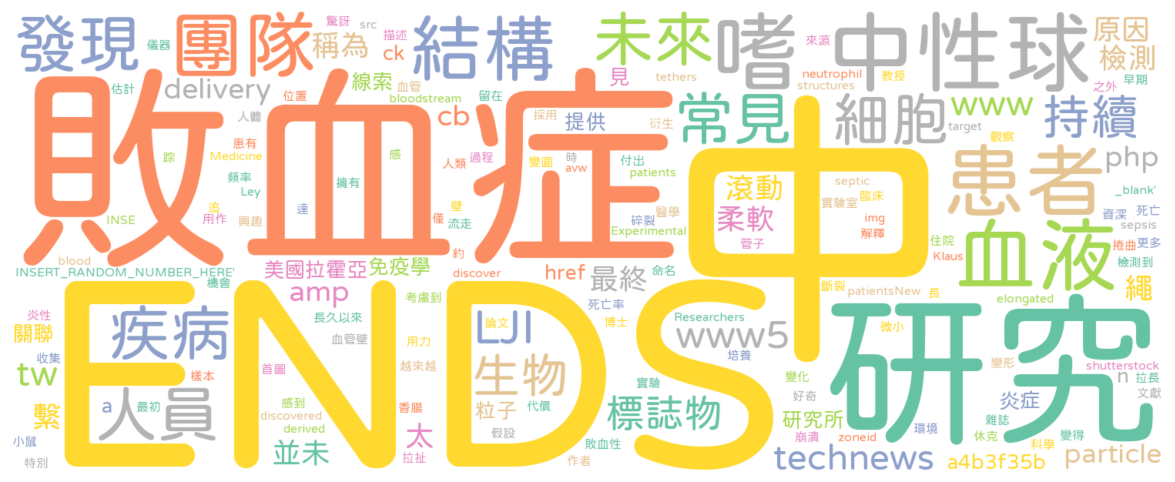 發現
儀器
團隊
驚訝
src
稱為
描述
ck
結構
未來
嗜
來源
中性球
原因
估計
delivery
線索
血管
bloodstream
留在
見
tethers
neutrophil
教授
structures
檢測
早期
之外
敗血症
人體
位置
cb
採用
提供
衍生
常見
細胞
www
target
持續
患有
Medicine
踪
感
人類
過程
變圖
時
avw
付出
patients
中
觀察
患者
php
頻率
Ley
擁有
滾動
septic
臨床
_blank'
INSE
追
用作
興趣
達
壁
僅
流走
碎裂
醫學
Experimental
柔軟
實驗室
img
解釋
資深
死亡
sepsis
血液
blood
管子
住院
Klaus
捲曲
更多
INSERT_RANDOM_NUMBER_HERE'
機會
美國拉霍亞
免疫學
discover
href
最終
命名
斷裂
patientsNew
長
檢測到
繩
amp
考慮到
死亡率
elongated
ENDS
研究
炎性
關聯
疾病
長久以來
血管壁
用力
LJI
論文
博士
Researchers
www5
培養
微小
收集
tw
樣本
首圖
越來越
生物
變化
變形
shutterstock
n
拉長
繫
a
最初
人員
感到
discovered
derived
香腸
粒子
代價
實驗
標誌物
好奇
研究所
炎症
文獻
雜誌
小鼠
特別
並未
太
拉扯
假設
敗血性
作者
崩潰
zoneid
環境
休克
變得
科學
technews
a4b3f35b
particle
約